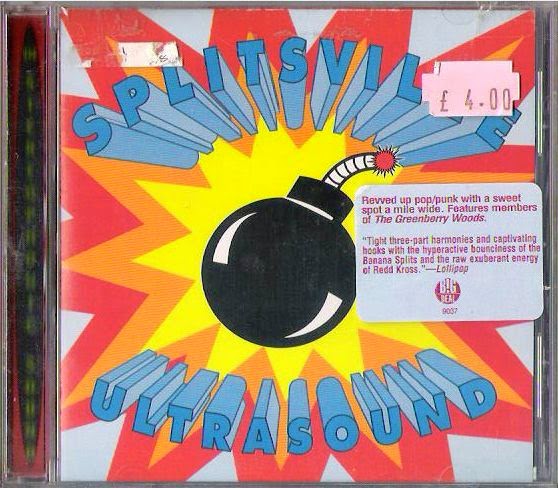 SPLITSVILLE
£ 4.00
Revved up pop/punk with a sweet
spot a mile wide. Features members
of The Greenberry Woods.
"Tight three-part harmonies and captivating
hooks with the hyperactive bounciness of the
Banana Splits and the raw exuberant energy
of Redd Kross."—Lollipop
BIG
DEAL
9037
ULTRASOUND